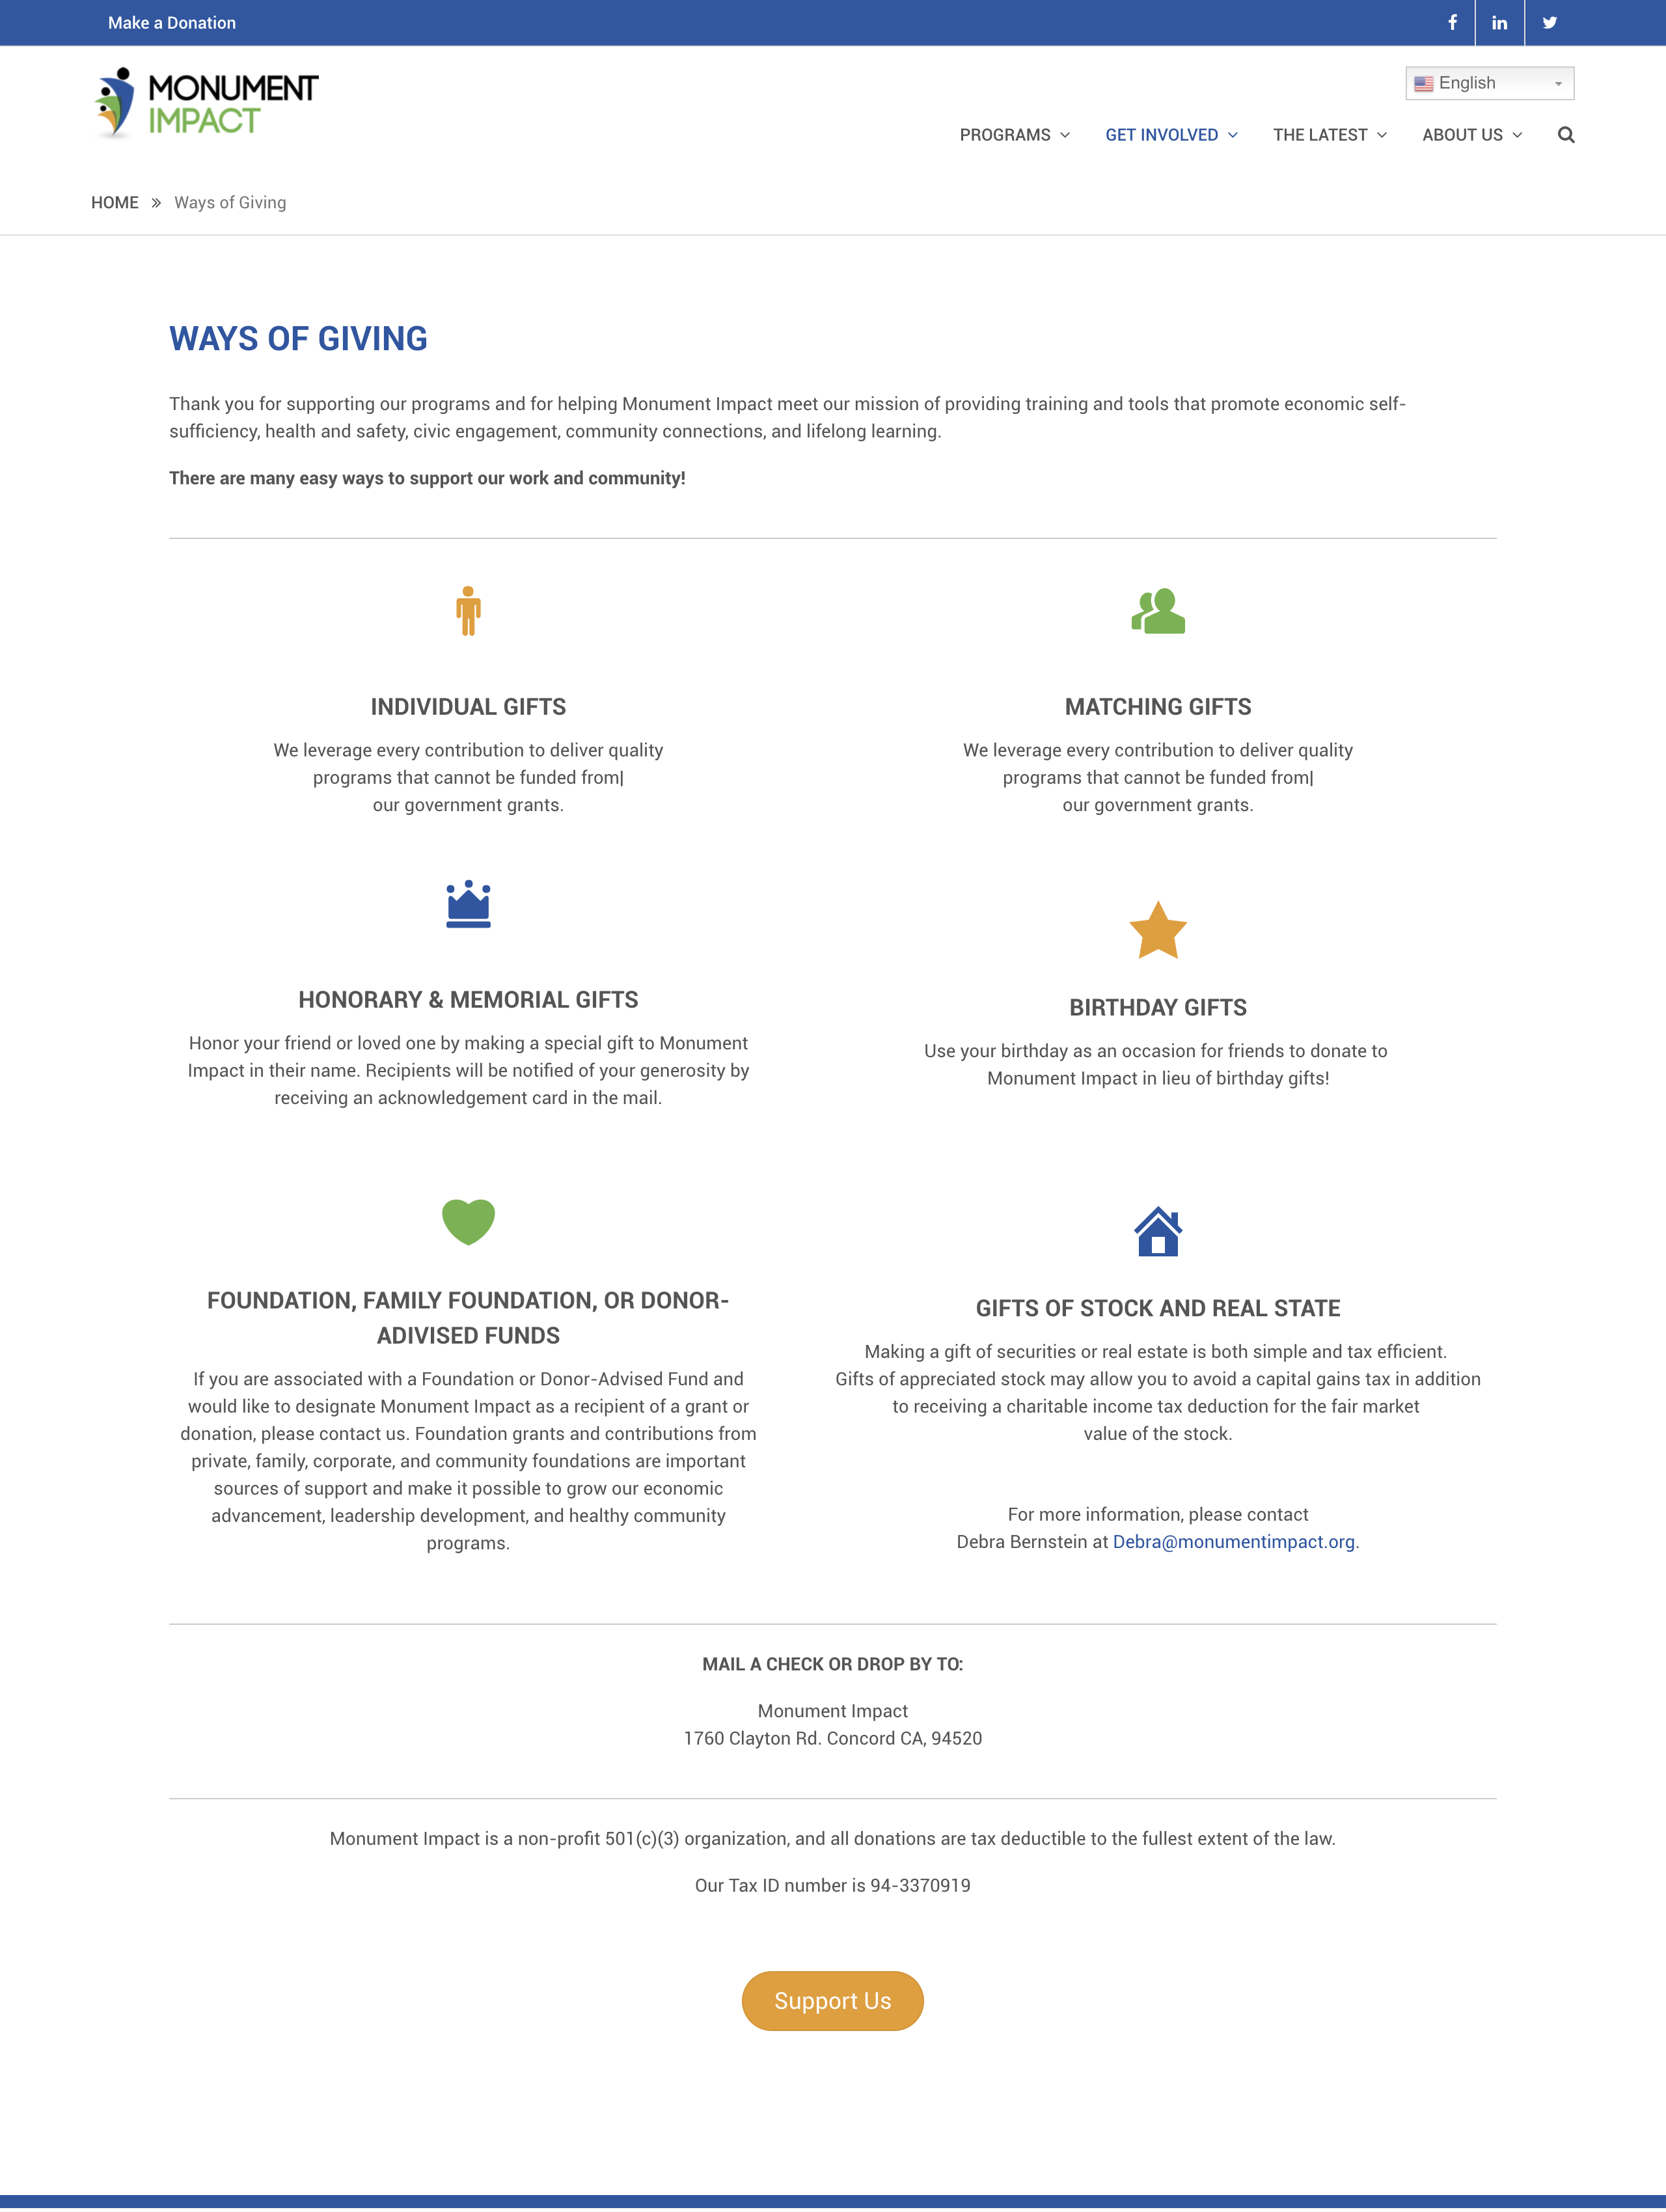 Make a Donation
MONUMENT
IMPACT
English
PROGRAMS GET INVOLVED THE LATEST ABOUT US
HOME » Ways of Giving
WAYS OF GIVING
Thank you for supporting our programs and for helping Monument Impact meet our mission of providing training and tools that promote economic self-
sufficiency, health and safety, civic engagement, community connections, and lifelong learning.
There are many easy ways to support our work and community!
INDIVIDUAL GIFTS
We leverage every contribution to deliver quality
programs that cannot be funded from|
our government grants.
MATCHING GIFTS
We leverage every contribution to deliver quality
programs that cannot be funded from|
our government grants.
HONORARY & MEMORIAL GIFTS
Honor your friend or loved one by making a special gift to Monument
Impact in their name. Recipients will be notified of your generosity by
receiving an acknowledgement card in the mail.
BIRTHDAY GIFTS
Use your birthday as an occasion for friends to donate to
Monument Impact in lieu of birthday gifts!
FOUNDATION, FAMILY FOUNDATION, OR DONOR-
ADIVISED FUNDS
If you are associated with a Foundation or Donor-Advised Fund and
would like to designate Monument Impact as a recipient of a grant or
donation, please contact us. Foundation grants and contributions from
private, family, corporate, and community foundations are important
sources of support and make it possible to grow our economic
advancement, leadership development, and healthy community
programs.
GIFTS OF STOCK AND REAL STATE
Making a gift of securities or real estate is both simple and tax efficient.
Gifts of appreciated stock may allow you to avoid a capital gains tax in addition
to receiving a charitable income tax deduction for the fair market
value of the stock.
For more information, please contact
Debra Bernstein at Debra@monumentimpact.org.
MAIL A CHECK OR DROP BY TO:
Monument Impact
1760 Clayton Rd. Concord CA, 94520
Monument Impact is a non-profit 501(c)(3) organization, and all donations are tax deductible to the fullest extent of the law.
Our Tax ID number is 94-3370919
Support Us